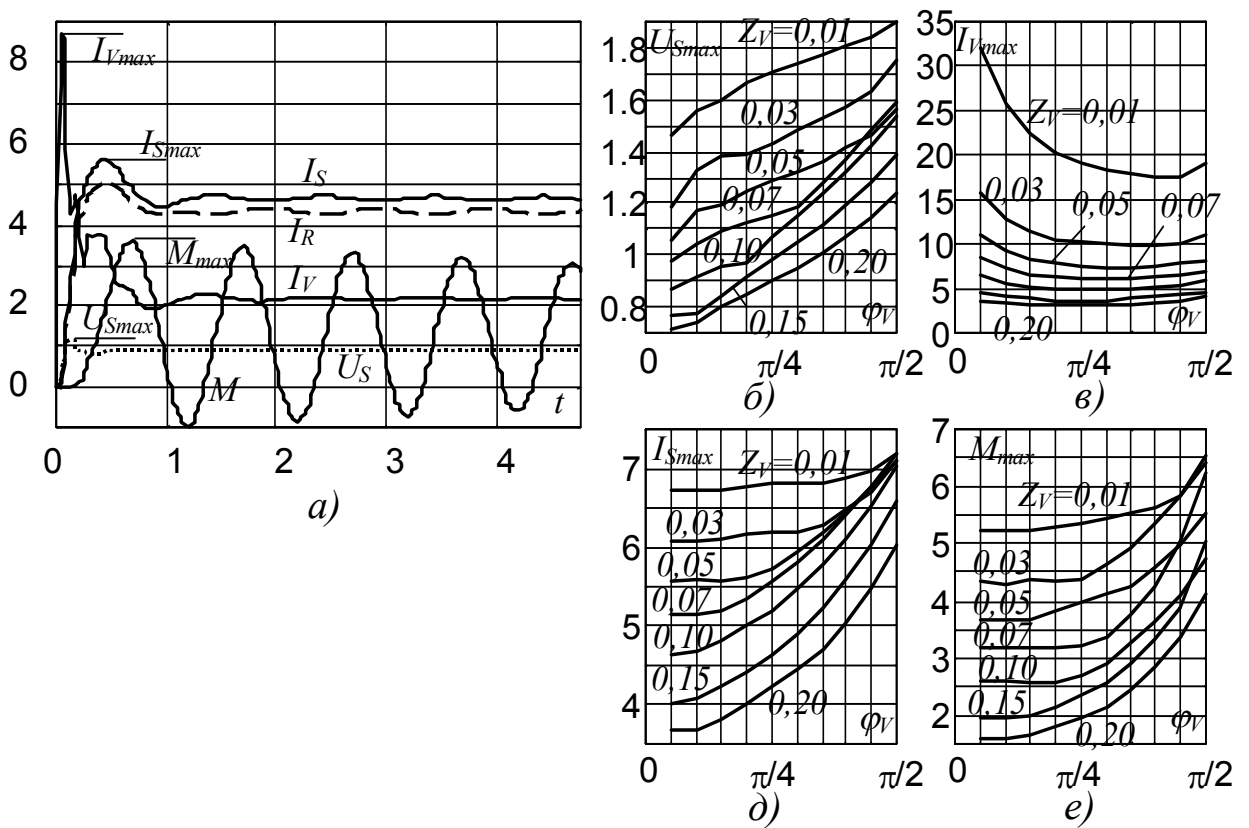 8
6
4
2
0
I_Vmax
I_Smax
I_S
I_R
M_max
I_V
U_Smax
U_S
M
t
0 1 2 3 4
а)
1.8
1.6
1.4
1.2
1
0.8
U_Smax
Z_V=0,01
0,03
0,05
0,07
0,10
0,20
0,15
φ_V
0 π/4 π/2
б)
35
30
25
20
15
10
5
0
I_Vmax
Z_V=0,01
0,03
0,05
0,07
0,20
φ_V
0 π/4 π/2
в)
7
6
5
4
I_Smax
Z_V=0,01
0,03
0,05
0,07
0,10
0,15
0,20
φ_V
0 π/4 π/2
д)
7
6
5
4
3
2
M_max
Z_V=0,01
0,03
0,05
0,07
0,10
0,15
0,20
φ_V
0 π/4 π/2
е)